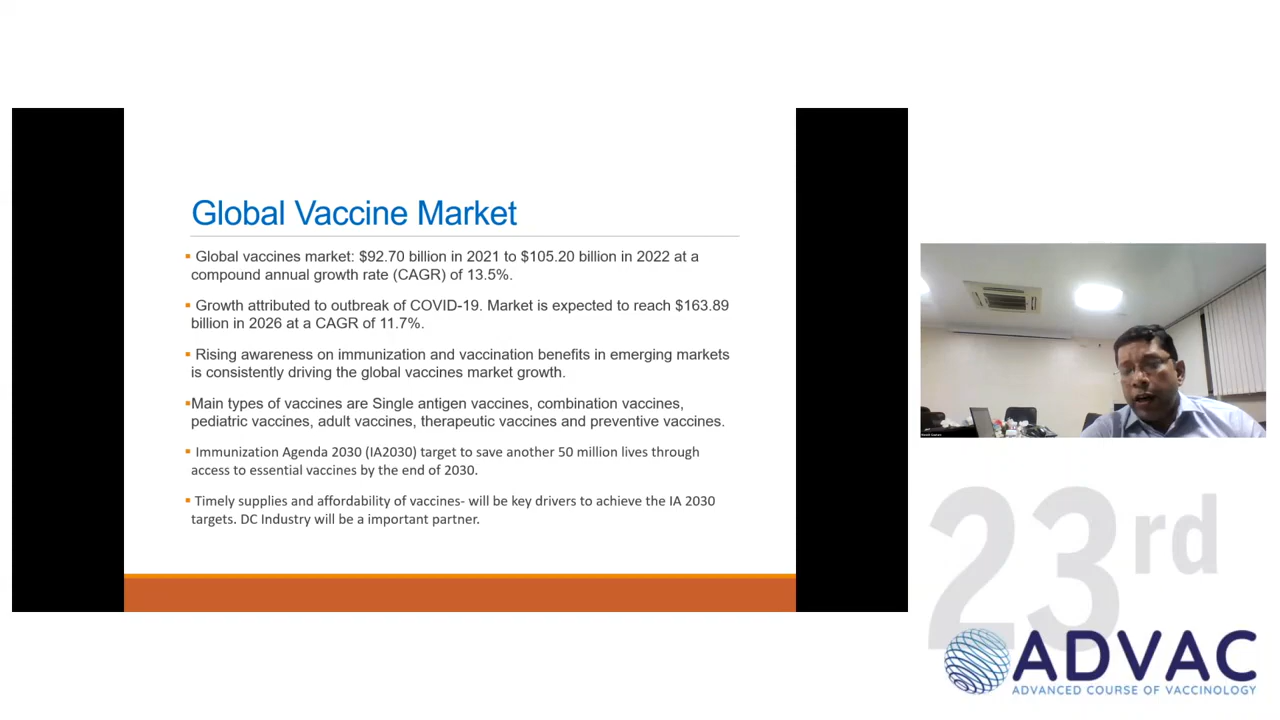 Global Vaccine Market
▪ Global vaccines market: $92.70 billion in 2021 to $105.20 billion in 2022 at a
compound annual growth rate (CAGR) of 13.5%.
▪ Growth attributed to outbreak of COVID-19. Market is expected to reach $163.89
billion in 2026 at a CAGR of 11.7%.
▪ Rising awareness on immunization and vaccination benefits in emerging markets
is consistently driving the global vaccines market growth.
▪Main types of vaccines are Single antigen vaccines, combination vaccines,
pediatric vaccines, adult vaccines, therapeutic vaccines and preventive vaccines.
▪ Immunization Agenda 2030 (IA2030) target to save another 50 million lives through
access to essential vaccines by the end of 2030.
▪ Timely supplies and affordability of vaccines- will be key drivers to achieve the IA 2030
targets. DC Industry will be a important partner.
23rd
ADVAC
ADVANCED COURSE OF VACCINOLOGY